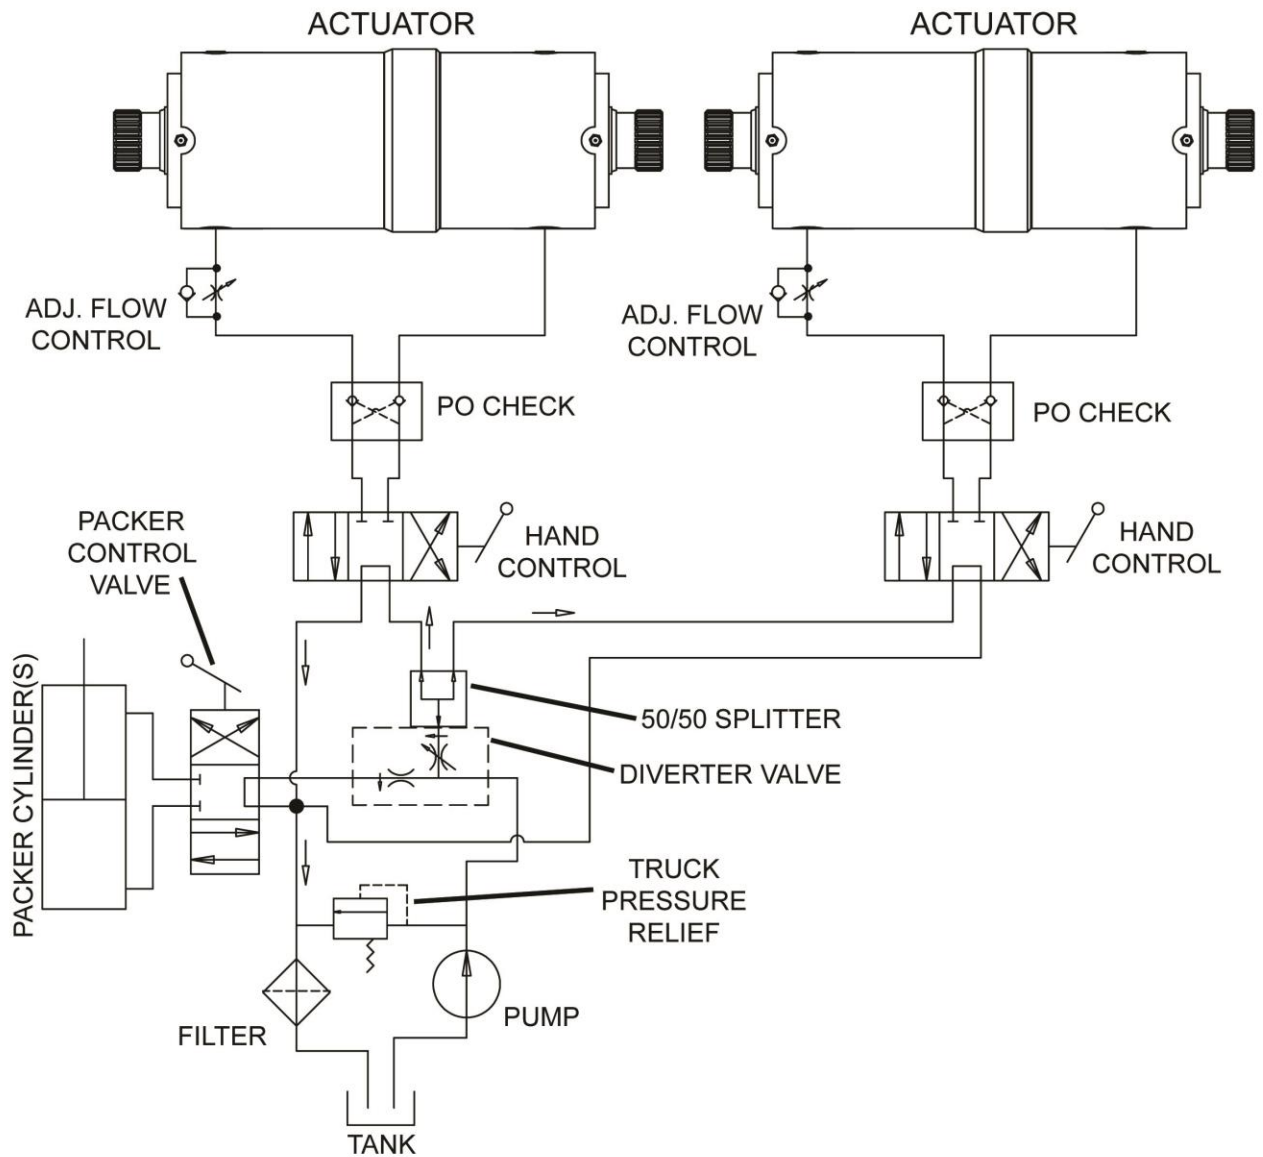 ACTUATOR
ACTUATOR
ADJ. FLOW
CONTROL
ADJ. FLOW
CONTROL
PO CHECK
PO CHECK
PACKER
CONTROL
VALVE
HAND
CONTROL
HAND
CONTROL
PACKER CYLINDER(S)
50/50 SPLITTER
DIVERTER VALVE
TRUCK
PRESSURE
RELIEF
FILTER
PUMP
TANK